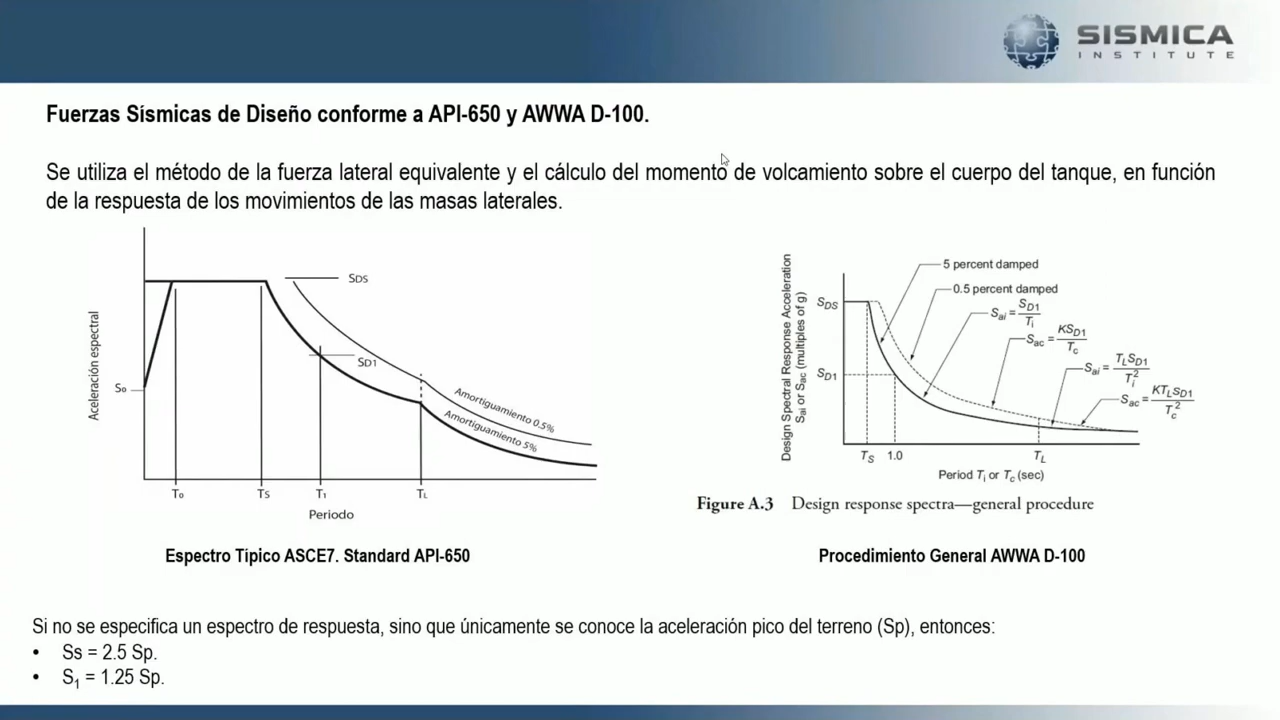 SISMICA
INSTITUTE
Fuerzas Sísmicas de Diseño conforme a API-650 y AWWA D-100.
Se utiliza el método de la fuerza lateral equivalente y el cálculo del momento de volcamiento sobre el cuerpo del tanque, en función
de la respuesta de los movimientos de las masas laterales.
Aceleración espectral
SDS
SD1
S0
Amortiguamiento 0.5%
Amortiguamiento 5%
T0 TS T1 TL
Periodo
Espectro Típico ASCE7. Standard API-650
Design Spectral Response Acceleration
Sai or Sac (multiples of g)
SDS
SD1
5 percent damped
0.5 percent damped
Sai = SD1/Ti
Sac = KSD1/Tc
Sai = TLSD1/Ti²
Sac = KTLSD1/Tc²
TS 1.0 TL
Period Ti or Tc (sec)
Figure A.3 Design response spectra—general procedure
Procedimiento General AWWA D-100
Si no se especifica un espectro de respuesta, sino que únicamente se conoce la aceleración pico del terreno (Sp), entonces:
• Ss = 2.5 Sp.
• S1 = 1.25 Sp.